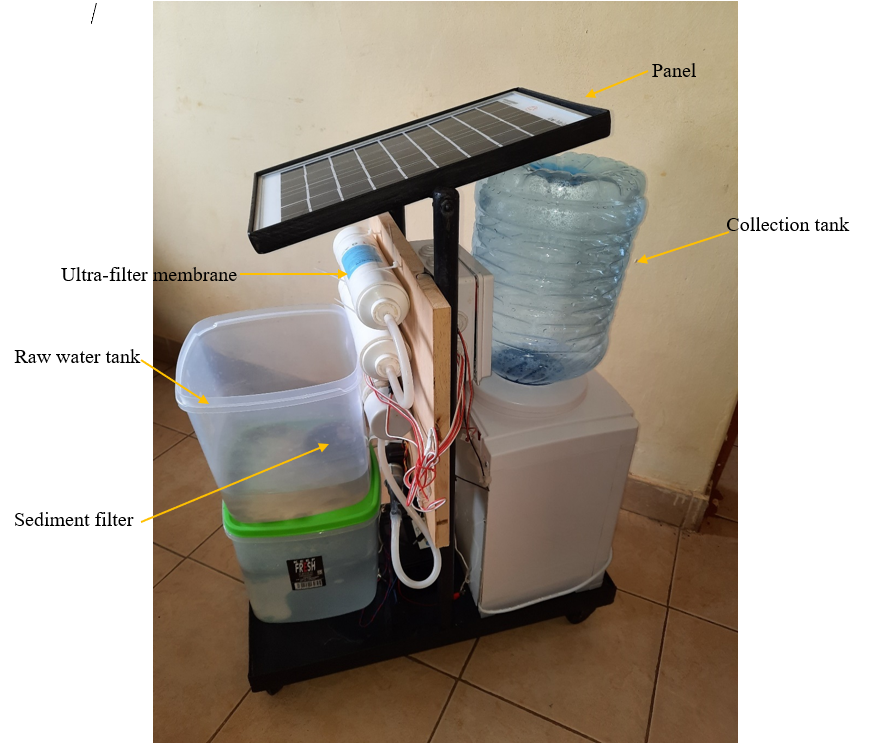 /
Panel
Collection tank
Ultra-filter membrane
Raw water tank
Sediment filter
FRESH